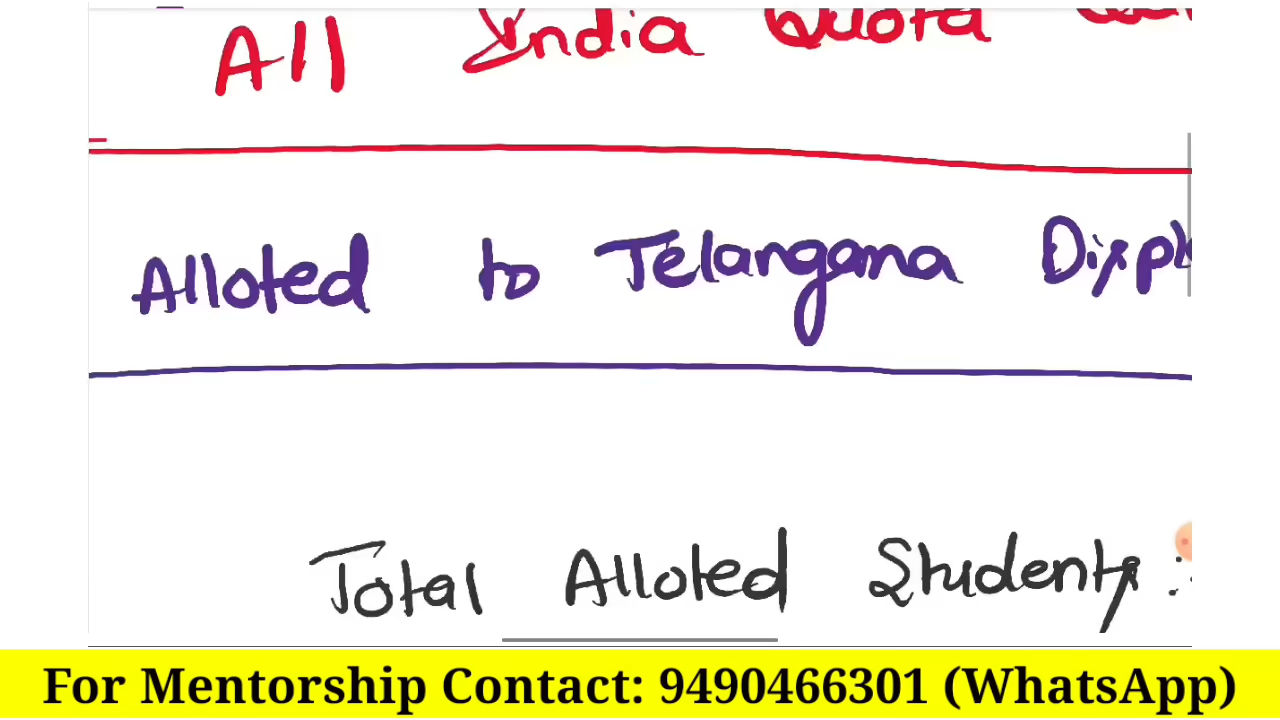 All India Quota
Alloted to Telangana
Total Alloted Students :
For Mentorship Contact: 9490466301 (WhatsApp)